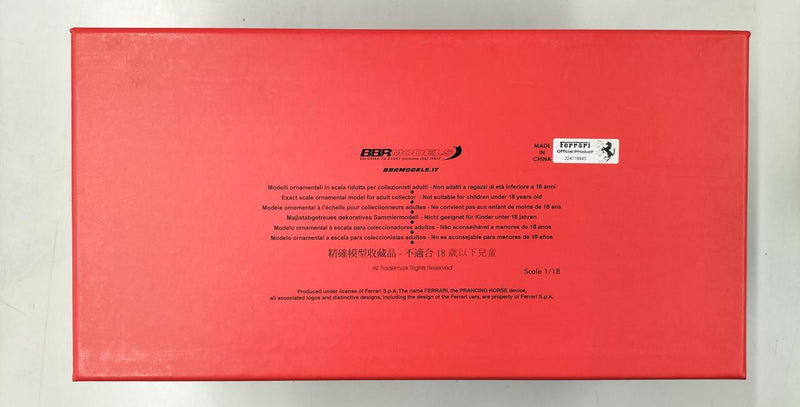 BBRMODELS
BBRMODELS.IT
MADE
IN
CHINA
Ferrari
Official Product
Modelli ornamentali in scala ridotta per collezionisti adulti - Non adatti a ragazzi di età inferiore a 18 anni
Exact scale ornamental model for adult collector - Not suitable for children under 18 years old
Modèle ornamental à l'échelle pour collectionneurs adultes - Ne convient pas aux enfant de moins de 18 ans
Maβstabgetreues dekoratives Sammlermodell - Nicht geeignet für Kinder unter 18 jahren
Modelo ornamental à escala para coleccionadores adultos - Não aconselhável a menores de 18 anos
Modelo ornamental a escala para coleccionistas adultos - No es aconsejable para menores de 18 años
精確模型收藏品 - 不適合 18 歲以下兒童
All Trademark Rights Reserved
Scale 1/18
Produced under license of Ferrari S.p.A. The name FERRARI, the PRANCING HORSE device,
all associated logos and distinctive designs, including the design of the Ferrari cars, are property of Ferrari S.p.A.